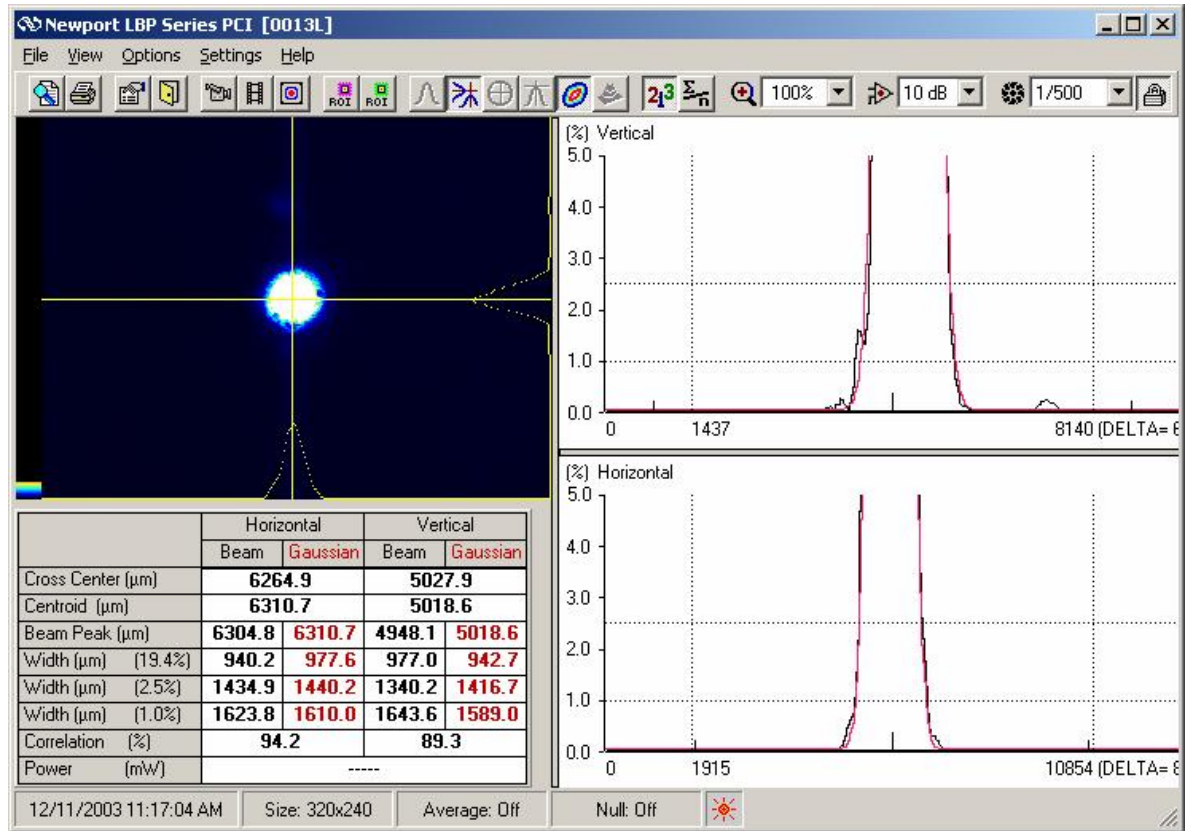 Newport LBP Series PCI [0013L]
File View Options Settings Help
ROI ROI 2 1 3 Σ n 100% 10 dB 1/500
(%) Vertical
5.0
4.0
3.0
2.0
1.0
0.0
0 1437 8140 (DELTA= 6
(%) Horizontal
5.0
4.0
3.0
2.0
1.0
0.0
0 1915 10854 (DELTA= 8
Horizontal Vertical
Beam Gaussian Beam Gaussian
Cross Center (µm) 6264.9 5027.9
Centroid (µm) 6310.7 5018.6
Beam Peak (µm) 6304.8 6310.7 4948.1 5018.6
Width (µm) (19.4%) 940.2 977.6 977.0 942.7
Width (µm) (2.5%) 1434.9 1440.2 1340.2 1416.7
Width (µm) (1.0%) 1623.8 1610.0 1643.6 1589.0
Correlation (%) 94.2 89.3
Power (mW) -----
12/11/2003 11:17:04 AM Size: 320x240 Average: Off Null: Off